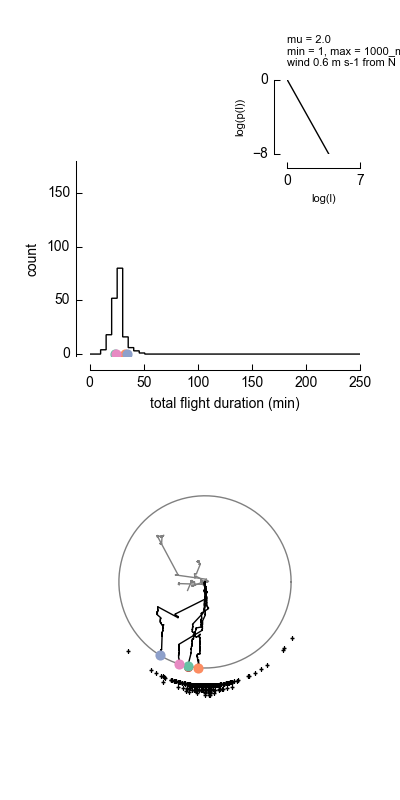 mu = 2.0
min = 1, max = 1000_m
wind 0.6 m s-1 from N
0
−8
log(p(l))
0 7
log(l)
150
100
50
0
count
0 50 100 150 200 250
total flight duration (min)